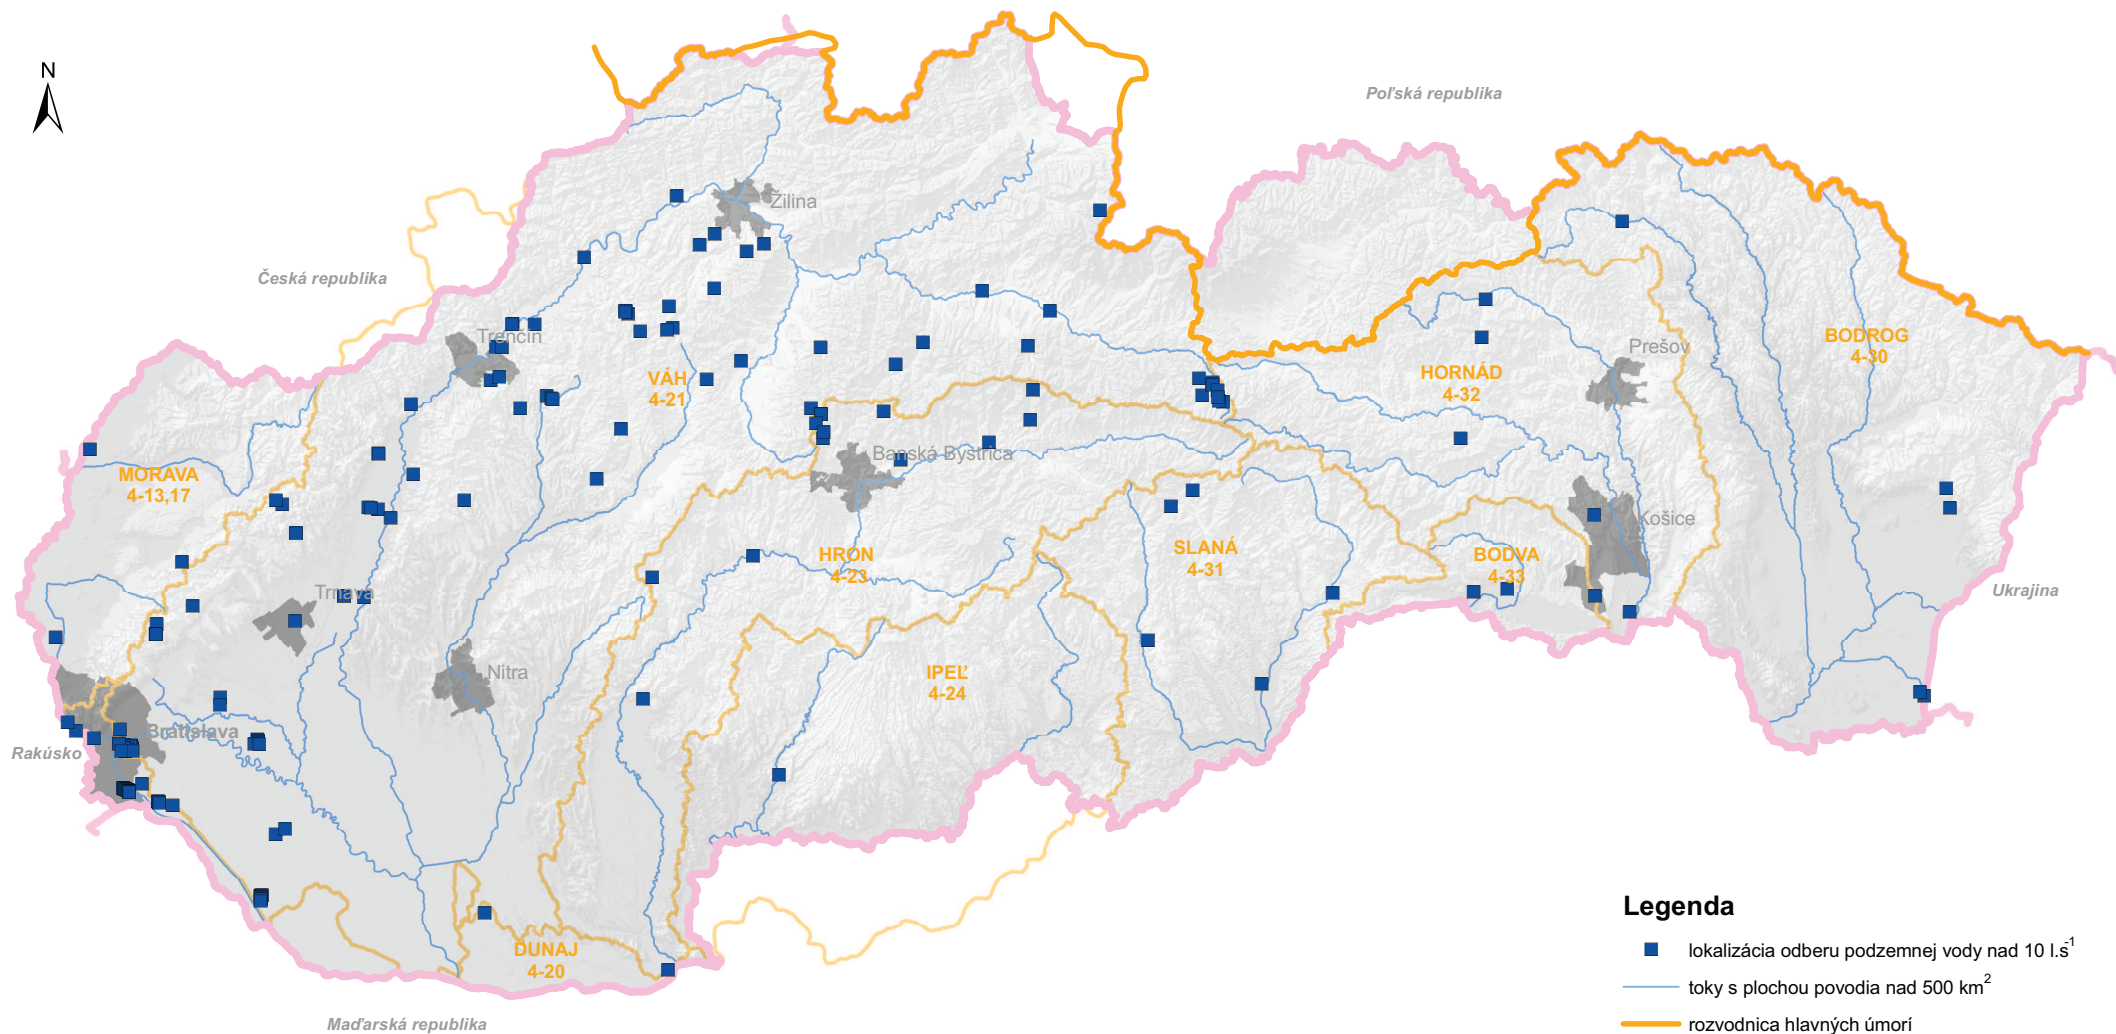 N
Poľská republika
Žilina
Česká republika
Trenčín
BODROG
4-30
Prešov
VÁH
4-21
HORNÁD
4-32
Banská Bystrica
MORAVA
4-13,17
Košice
HRON
4-23
SLANÁ
4-31
BODVA
4-33
Trnava
Ukrajina
Nitra
IPEĽ
4-24
Bratislava
Rakúsko
DUNAJ
4-20
Maďarská republika
Legenda
lokalizácia odberu podzemnej vody nad 10 l.s-1
toky s plochou povodia nad 500 km2
rozvodnica hlavných úmorí